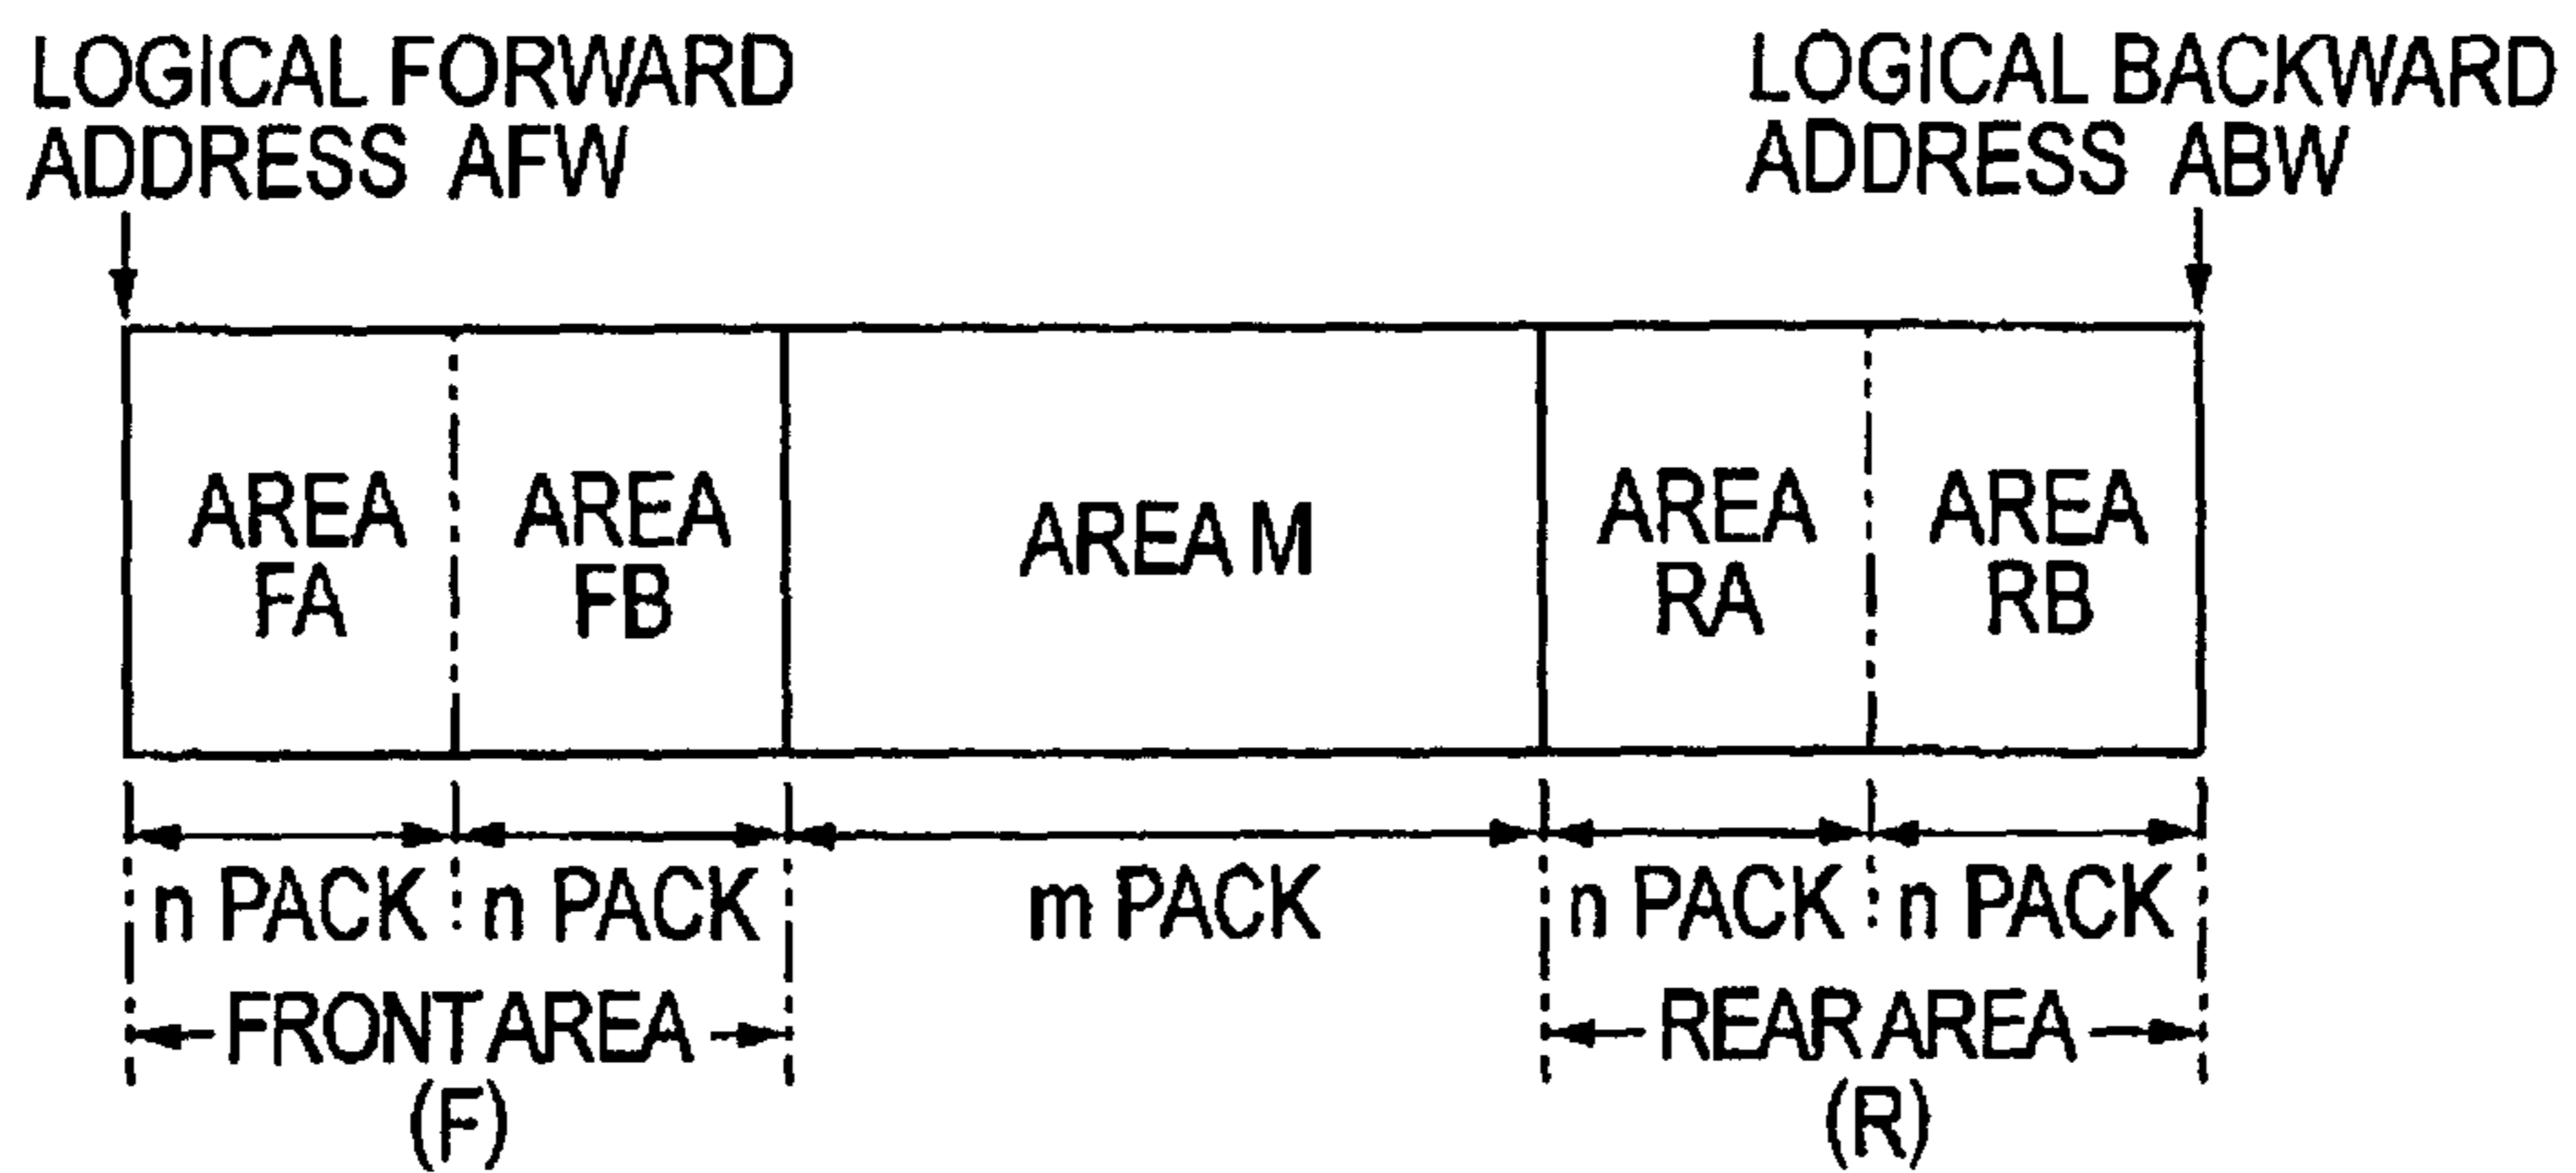 LOGICAL FORWARD
ADDRESS AFW
LOGICAL BACKWARD
ADDRESS ABW
AREA
FA
AREA
FB
AREA M
AREA
RA
AREA
RB
n PACK
n PACK
m PACK
n PACK
n PACK
FRONT AREA
(F)
REAR AREA
(R)